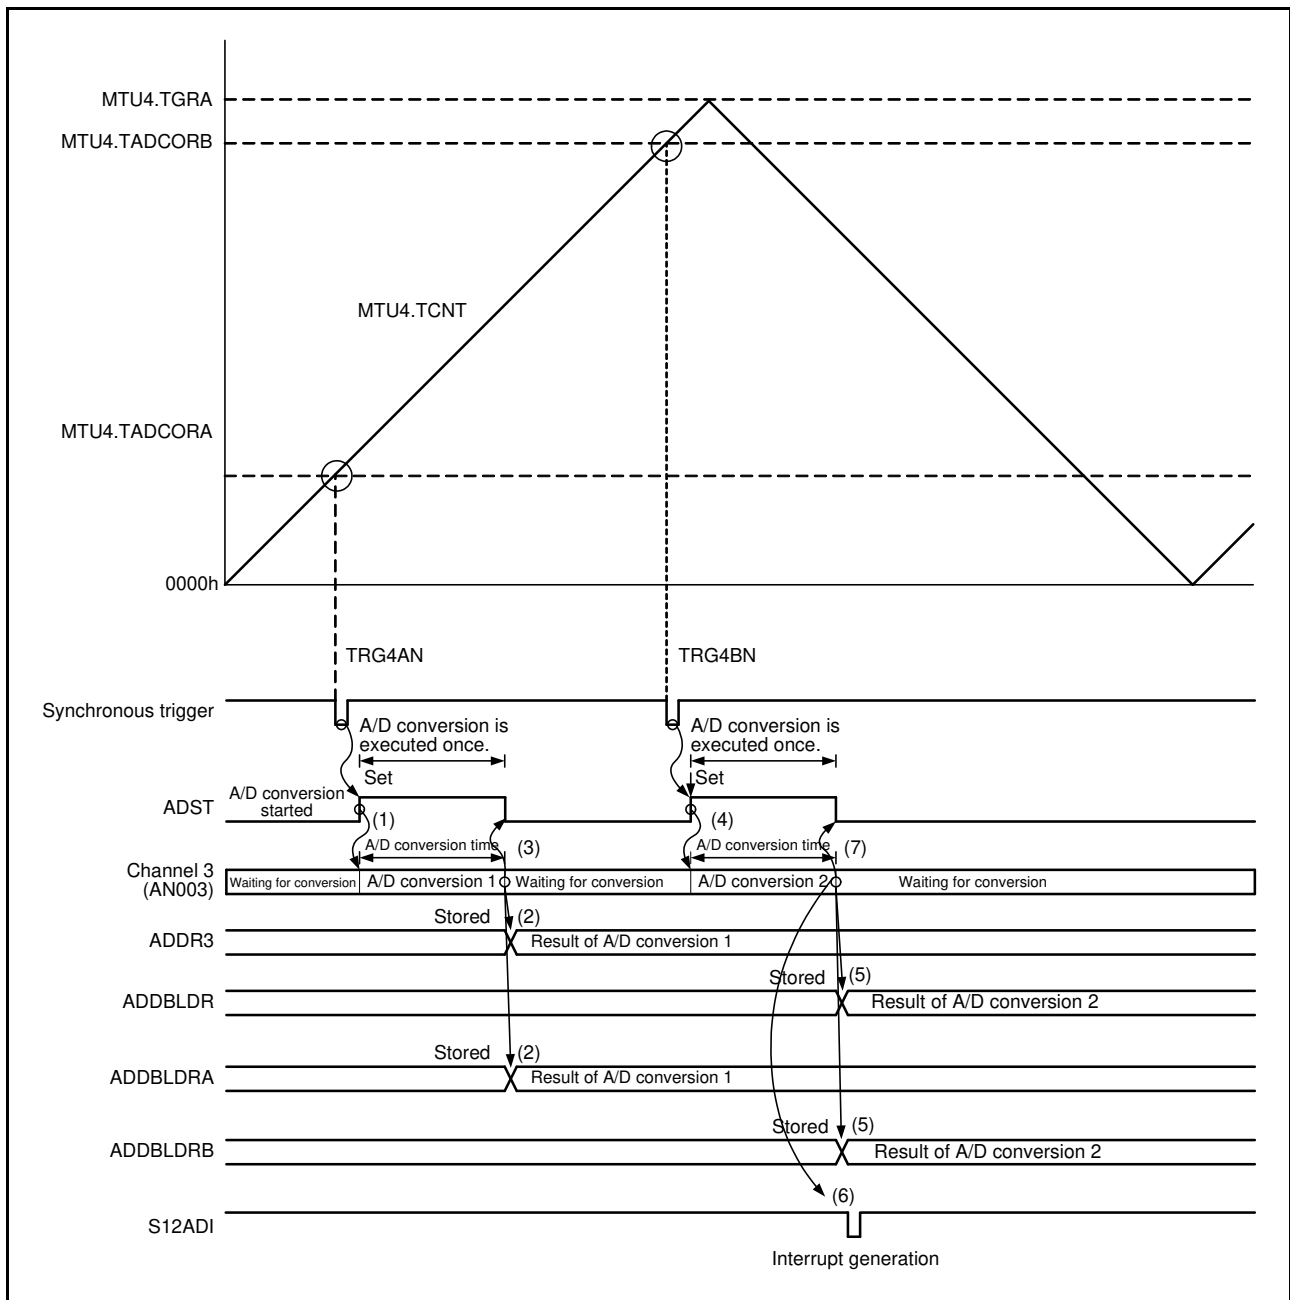 MTU4.TGRA
MTU4.TADCORB
MTU4.TCNT
MTU4.TADCORA
0000h
TRG4AN
TRG4BN
Synchronous trigger
A/D conversion is
executed once.
A/D conversion is
executed once.
Set
Set
ADST
A/D conversion
started
(1)
(4)
A/D conversion time
(3)
A/D conversion time
(7)
Channel 3
(AN003)
Waiting for conversion
A/D conversion 1
Waiting for conversion
A/D conversion 2
Waiting for conversion
Stored
(2)
ADDR3
Result of A/D conversion 1
Stored
(5)
ADDBLDR
Result of A/D conversion 2
Stored
(2)
ADDBLDRA
Result of A/D conversion 1
Stored
(5)
ADDBLDRB
Result of A/D conversion 2
(6)
S12ADI
Interrupt generation